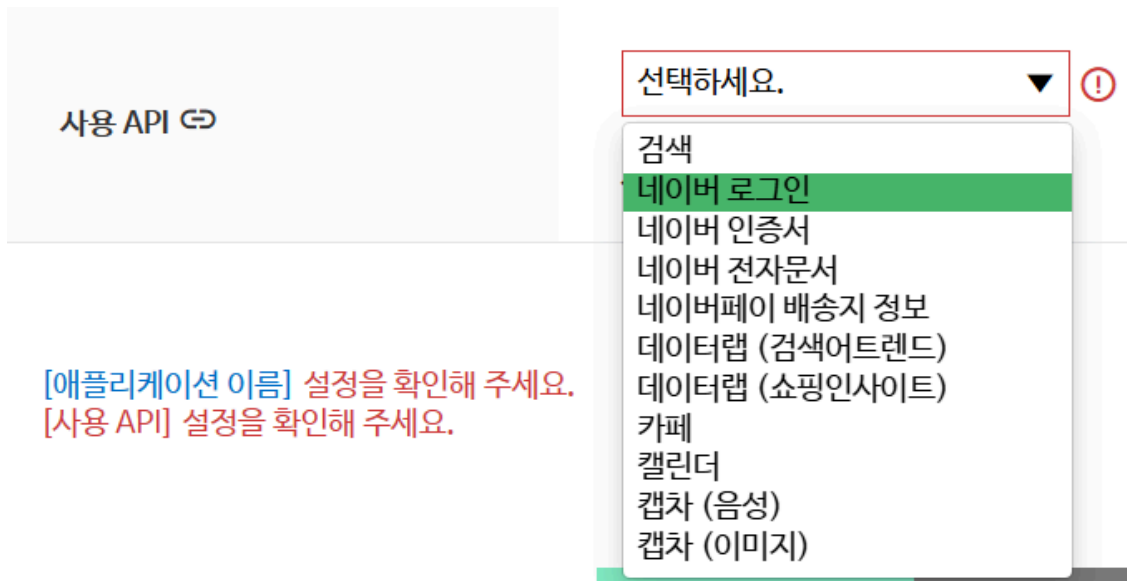 선택하세요.
사용 API
검색
네이버 로그인
네이버 인증서
네이버 전자문서
네이버페이 배송지 정보
데이터랩 (검색어트렌드)
데이터랩 (쇼핑인사이트)
카페
캘린더
캡차 (음성)
캡차 (이미지)
[애플리케이션 이름] 설정을 확인해 주세요.
[사용 API] 설정을 확인해 주세요.